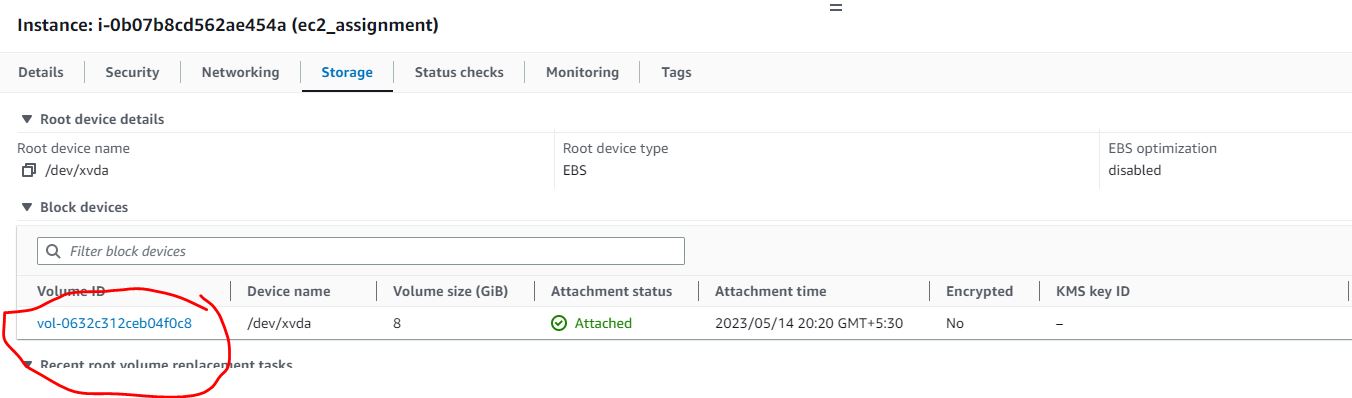 Instance: i-0b07b8cd562ae454a (ec2_assignment)
Details Security Networking Storage Status checks Monitoring Tags
Root device details
Root device name Root device type EBS optimization
/dev/xvda EBS disabled
Block devices
Filter block devices
Volume ID Device name Volume size (GiB) Attachment status Attachment time Encrypted KMS key ID
vol-0632c312ceb04f0c8 /dev/xvda 8 Attached 2023/05/14 20:20 GMT+5:30 No –
Recent root volume replacement tasks